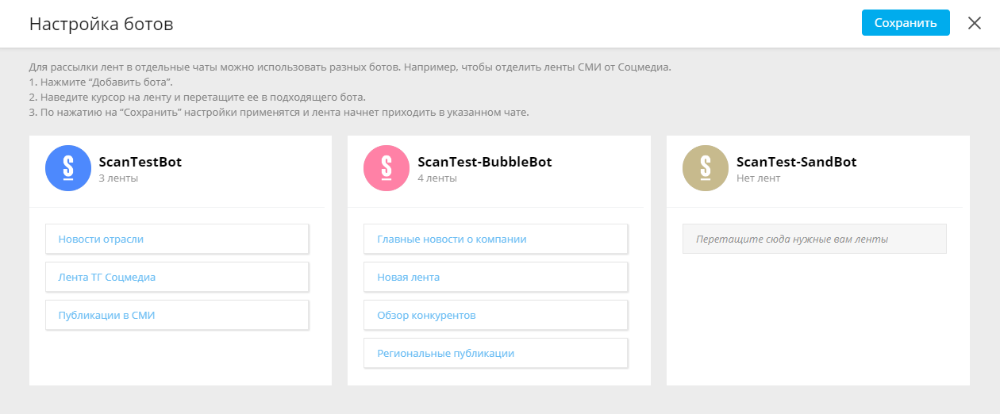 Настройка ботов
Сохранить
Для рассылки лент в отдельные чаты можно использовать разных ботов. Например, чтобы отделить ленты СМИ от Соцмедиа.
1. Нажмите “Добавить бота”.
2. Наведите курсор на ленту и перетащите ее в подходящего бота.
3. По нажатию на “Сохранить” настройки применятся и лента начнет приходить в указанном чате.
S
ScanTestBot
3 ленты
Новости отрасли
Лента ТГ Соцмедиа
Публикации в СМИ
S
ScanTest-BubbleBot
4 ленты
Главные новости о компании
Новая лента
Обзор конкурентов
Региональные публикации
S
ScanTest-SandBot
Нет лент
Перетащите сюда нужные вам ленты